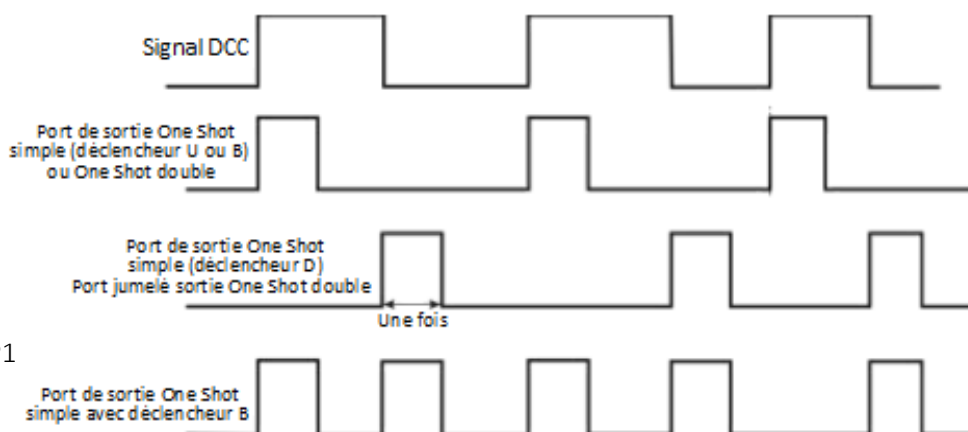 Signal DCC
Port de sortie One Shot
simple (déclencheur U ou B)
ou One Shot double
Port de sortie One Shot
simple (déclencheur D)
Port jumelé sortie One Shot double
Une fois
1
Port de sortie One Shot
simple avec déclencheur B